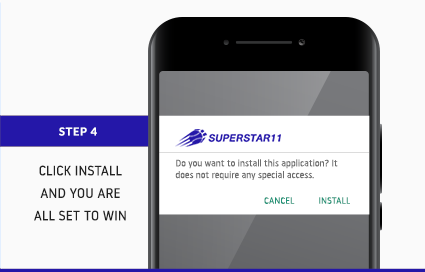 STEP 4
CLICK INSTALL
AND YOU ARE
ALL SET TO WIN
SUPERSTAR11
Do you want to install this application? It
does not require any special access.
CANCEL INSTALL